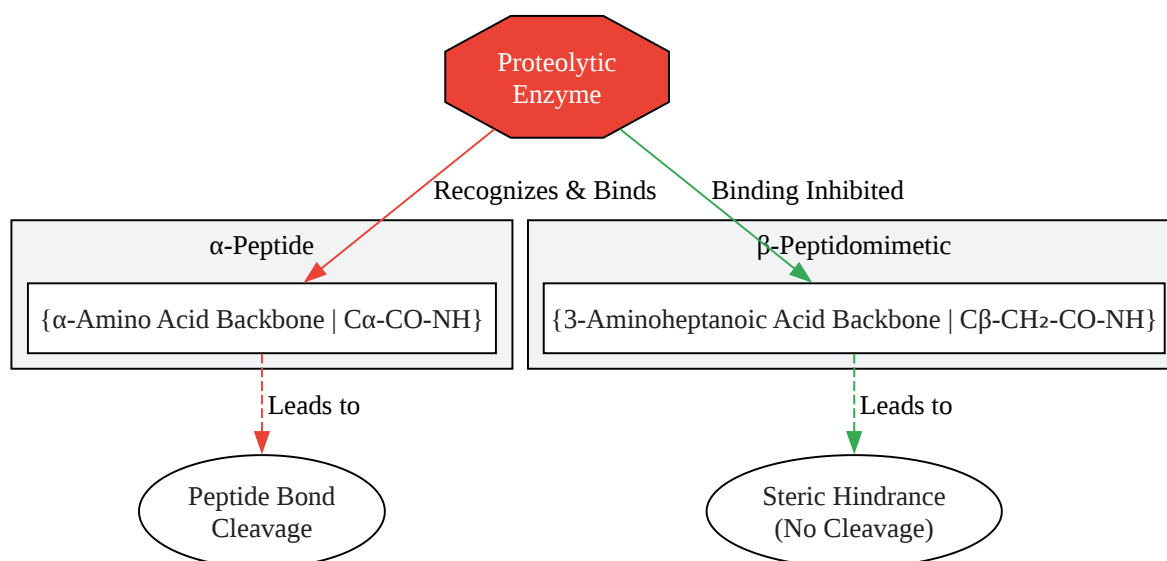 Proteolytic
Enzyme
Recognizes & Binds
Binding Inhibited
α-Peptide
β-Peptidomimetic
{α-Amino Acid Backbone | Cα-CO-NH}
{3-Aminoheptanoic Acid Backbone | Cβ-CH₂-CO-NH}
Leads to
Leads to
Peptide Bond
Cleavage
Steric Hindrance
(No Cleavage)